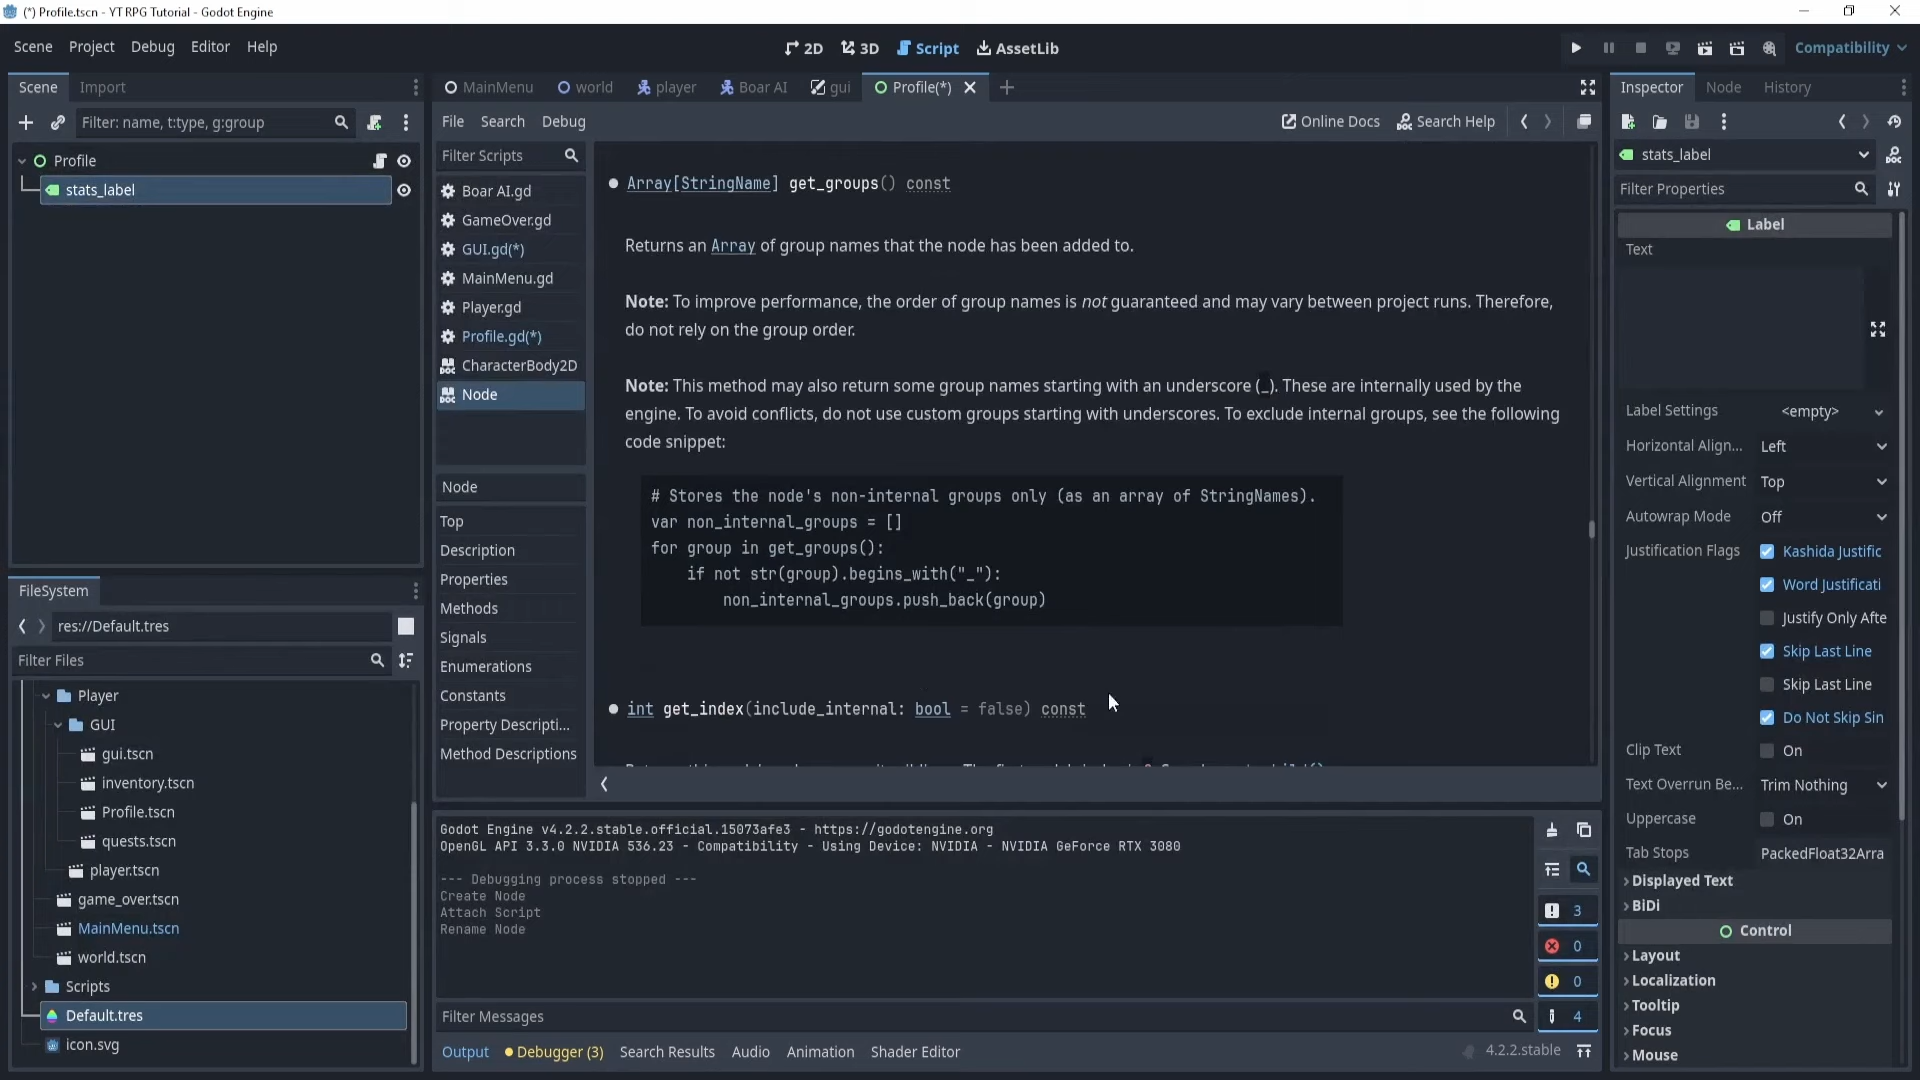 (*) Profile.tscn - YT RPG Tutorial - Godot Engine
Scene Project Debug Editor Help
2D 3D Script AssetLib
Compatibility
Scene Import
Filter: name, t:type, g:group
Profile
stats_label
FileSystem
res://Default.tres
Filter Files
Player
GUI
gui.tscn
inventory.tscn
Profile.tscn
quests.tscn
player.tscn
game_over.tscn
MainMenu.tscn
world.tscn
Scripts
Default.tres
icon.svg
MainMenu world player Boar AI gui Profile(*)
File Search Debug
Online Docs Search Help
Filter Scripts
Boar AI.gd
GameOver.gd
GUI.gd(*)
MainMenu.gd
Player.gd
Profile.gd(*)
CharacterBody2D
Node
Node
Top
Description
Properties
Methods
Signals
Enumerations
Constants
Property Descripti...
Method Descriptions
Array[StringName] get_groups() const
Returns an Array of group names that the node has been added to.
Note: To improve performance, the order of group names is not guaranteed and may vary between project runs. Therefore,
do not rely on the group order.
Note: This method may also return some group names starting with an underscore (_). These are internally used by the
engine. To avoid conflicts, do not use custom groups starting with underscores. To exclude internal groups, see the following
code snippet:
# Stores the node's non-internal groups only (as an array of StringNames).
var non_internal_groups = []
for group in get_groups():
if not str(group).begins_with("_"):
non_internal_groups.push_back(group)
int get_index(include_internal: bool = false) const
Godot Engine v4.2.2.stable.official.15073afe3 - https://godotengine.org
OpenGL API 3.3.0 NVIDIA 536.23 - Compatibility - Using Device: NVIDIA - NVIDIA GeForce RTX 3080
--- Debugging process stopped ---
Create Node
Attach Script
Rename Node
3
0
0
4
Filter Messages
Output Debugger (3) Search Results Audio Animation Shader Editor
4.2.2.stable
Inspector Node History
stats_label
Filter Properties
Label
Text
Label Settings <empty>
Horizontal Align... Left
Vertical Alignment Top
Autowrap Mode Off
Justification Flags Kashida Justific
Word Justificati
Justify Only Afte
Skip Last Line
Skip Last Line
Do Not Skip Sin
Clip Text On
Text Overrun Be... Trim Nothing
Uppercase On
Tab Stops PackedFloat32Arra
Displayed Text
BiDi
Control
Layout
Localization
Tooltip
Focus
Mouse